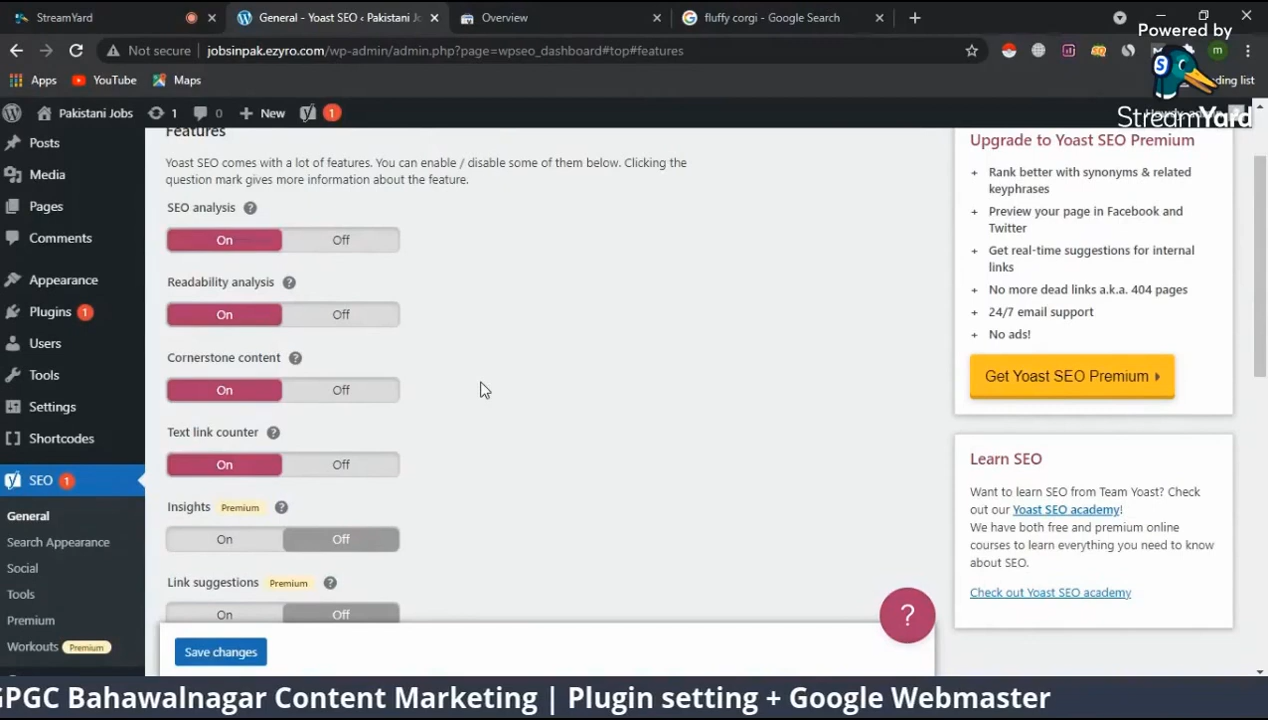 StreamYard
General - Yoast SEO ‹ Pakistani J
Overview
fluffy corgi - Google Search
Powered by
Not secure
jobsinpak.ezyro.com/wp-admin/admin.php?page=wpseo_dashboard#top#features
m
Apps
YouTube
Maps
ding list
StreamYard
Pakistani Jobs
1
0
New
1
Posts
Media
Pages
Comments
Appearance
Plugins 1
Users
Tools
Settings
Shortcodes
SEO 1
General
Search Appearance
Social
Tools
Premium
Workouts Premium
Features
Yoast SEO comes with a lot of features. You can enable / disable some of them below. Clicking the
question mark gives more information about the feature.
SEO analysis ?
On Off
Readability analysis ?
On Off
Cornerstone content ?
On Off
Text link counter ?
On Off
Insights Premium ?
On Off
Link suggestions Premium ?
On Off
Save changes
?
Upgrade to Yoast SEO Premium
+ Rank better with synonyms & related
keyphrases
+ Preview your page in Facebook and
Twitter
+ Get real-time suggestions for internal
links
+ No more dead links a.k.a. 404 pages
+ 24/7 email support
+ No ads!
Get Yoast SEO Premium
Learn SEO
Want to learn SEO from Team Yoast? Check
out our Yoast SEO academy!
We have both free and premium online
courses to learn everything you need to know
about SEO.
Check out Yoast SEO academy
GPGC Bahawalnagar Content Marketing | Plugin setting + Google Webmaster